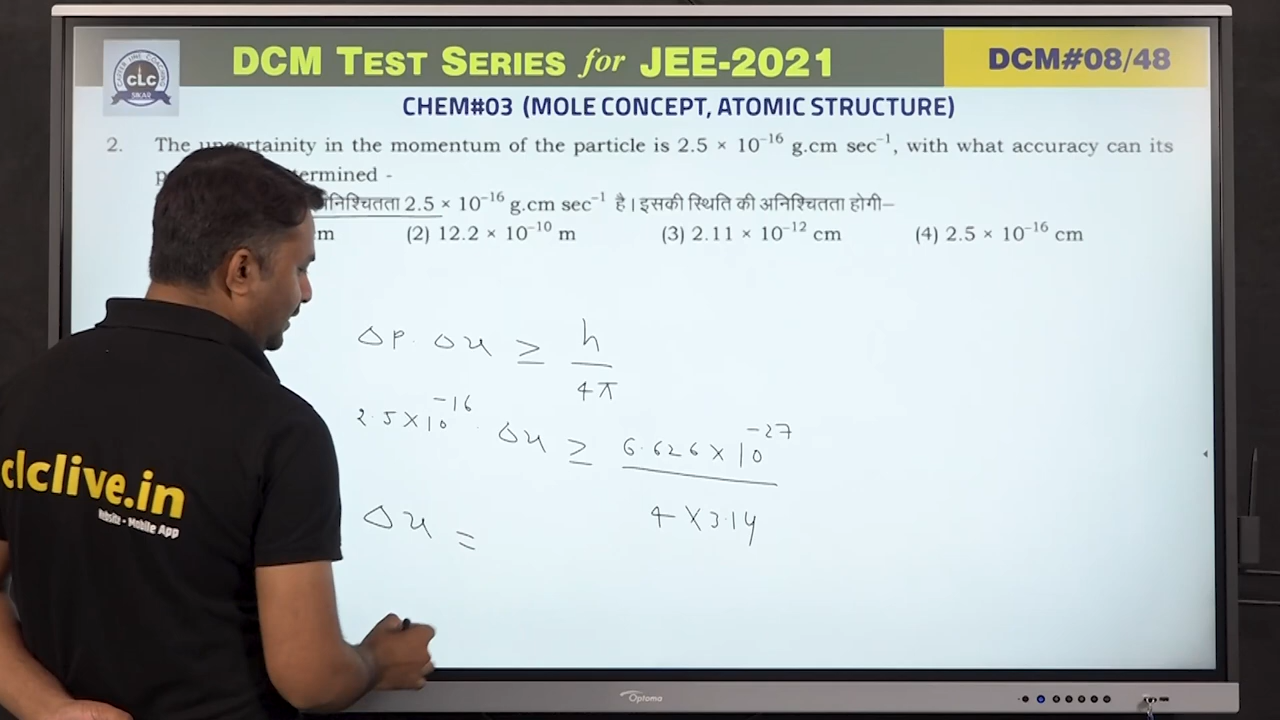 DCM TEST SERIES for JEE-2021
DCM#08/48
CLC
SIKAR
CHEM#03 (MOLE CONCEPT, ATOMIC STRUCTURE)
2. The uncertainity in the momentum of the particle is 2.5 × 10⁻¹⁶ g.cm sec⁻¹, with what accuracy can its
अनिश्चितता 2.5 × 10⁻¹⁶ g.cm sec⁻¹ है। इसकी स्थिति की अनिश्चितता होगी–
m (2) 12.2 × 10⁻¹⁰ m (3) 2.11 × 10⁻¹² cm (4) 2.5 × 10⁻¹⁶ cm
Δp. Δx ≥ h/4π
2.5×10⁻¹⁶ . Δx ≥ 6.626×10⁻²⁷/4×3.14
Δx =
clclive.in
Website - Mobile App
Optoma